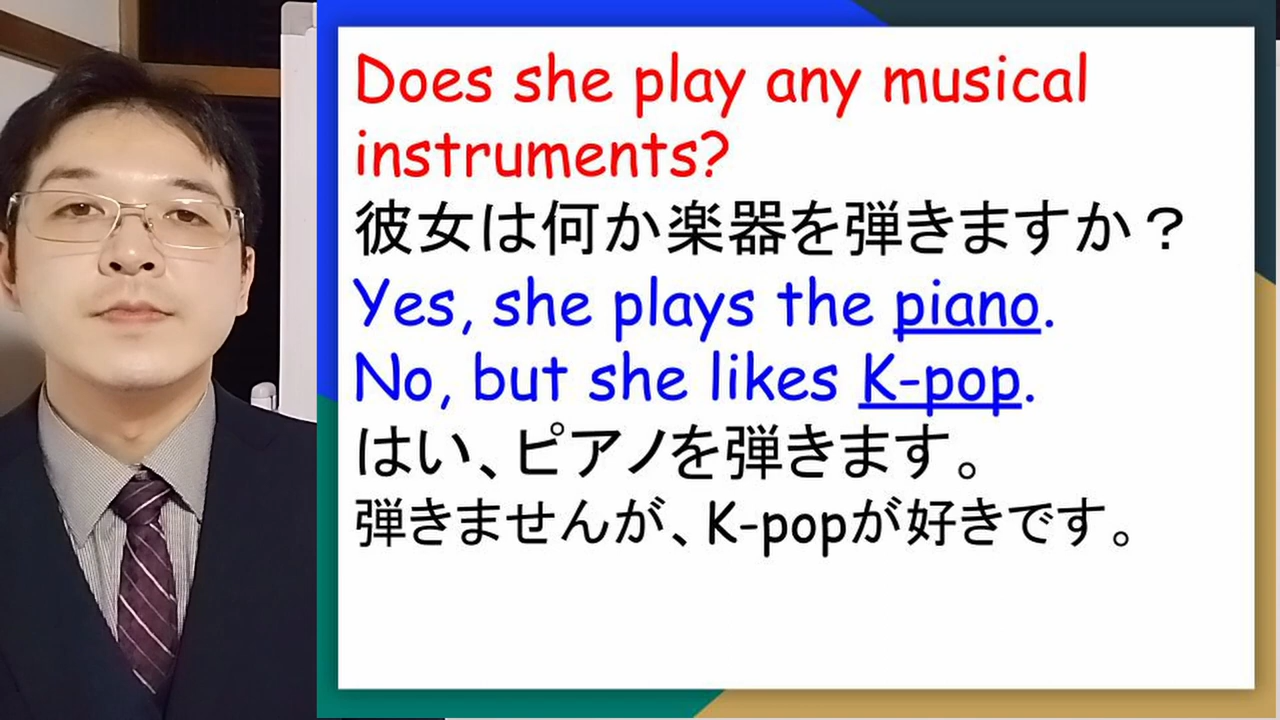 Does she play any musical
instruments?
彼女は何か楽器を弾きますか？
Yes, she plays the piano.
No, but she likes K-pop.
はい、ピアノを弾きます。
弾きませんが、K-popが好きです。